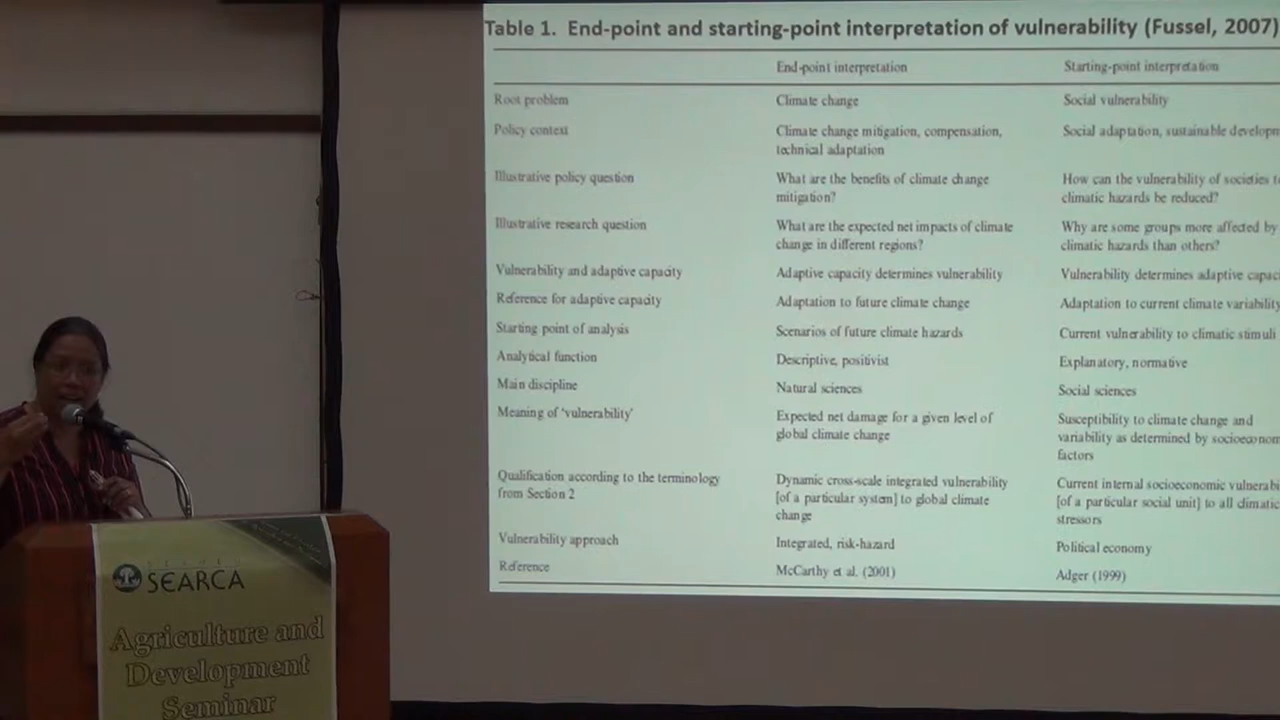 Table 1. End-point and starting-point interpretation of vulnerability (Fussel, 2007)
End-point interpretation Starting-point interpretation
Root problem Climate change Social vulnerability
Policy context Climate change mitigation, compensation, Social adaptation, sustainable developm
technical adaptation
Illustrative policy question What are the benefits of climate change How can the vulnerability of societies t
mitigation? climatic hazards be reduced?
Illustrative research question What are the expected net impacts of climate Why are some groups more affected by
change in different regions? climatic hazards than others?
Vulnerability and adaptive capacity Adaptive capacity determines vulnerability Vulnerability determines adaptive capaci
Reference for adaptive capacity Adaptation to future climate change Adaptation to current climate variability
Starting point of analysis Scenarios of future climate hazards Current vulnerability to climatic stimuli
Analytical function Descriptive, positivist Explanatory, normative
Main discipline Natural sciences Social sciences
Meaning of 'vulnerability' Expected net damage for a given level of Susceptibility to climate change and
global climate change variability as determined by socioeconom
factors
Qualification according to the terminology Dynamic cross-scale integrated vulnerability Current internal socioeconomic vulnerabi
from Section 2 [of a particular system] to global climate [of a particular social unit] to all climatic
change stressors
Vulnerability approach Integrated, risk-hazard Political economy
Reference McCarthy et al. (2001) Adger (1999)
SEARCA
Agriculture and
Development
Seminar